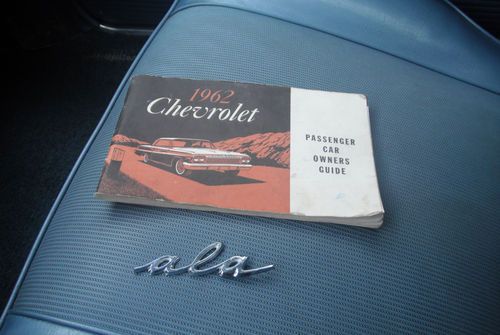 1962
Chevrolet
PASSENGER
CAR
OWNERS
GUIDE
ala